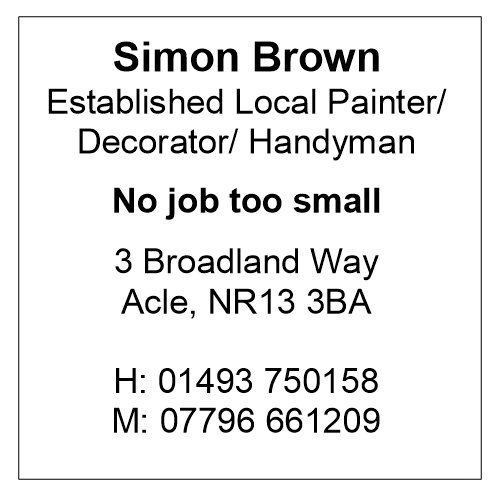 Simon Brown
Established Local Painter/
Decorator/ Handyman
No job too small
3 Broadland Way
Acle, NR13 3BA
H: 01493 750158
M: 07796 661209